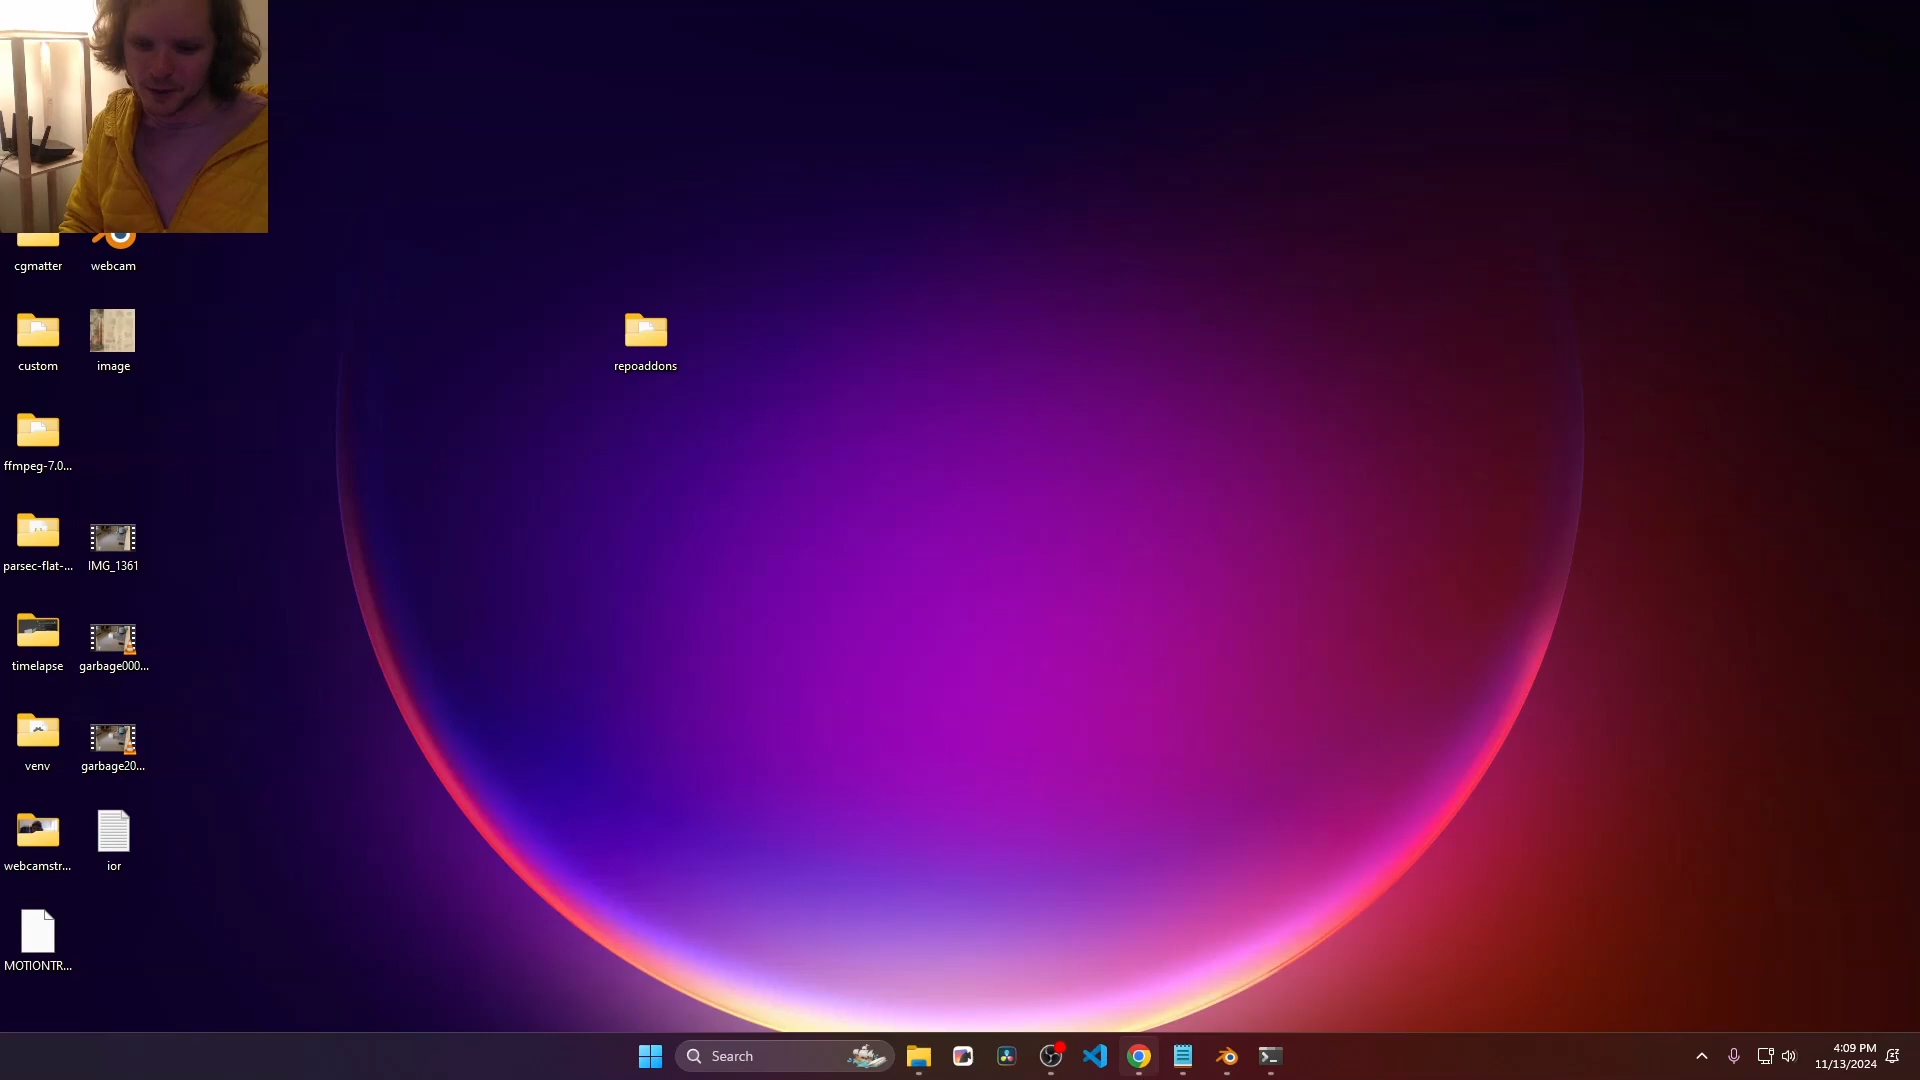 cgmatter
webcam
custom
image
repoaddons
ffmpeg-7.0...
parsec-flat-...
IMG_1361
timelapse
garbage000...
venv
garbage20...
webcamstr...
ior
MOTIONTR...
Search
4:09 PM
11/13/2024